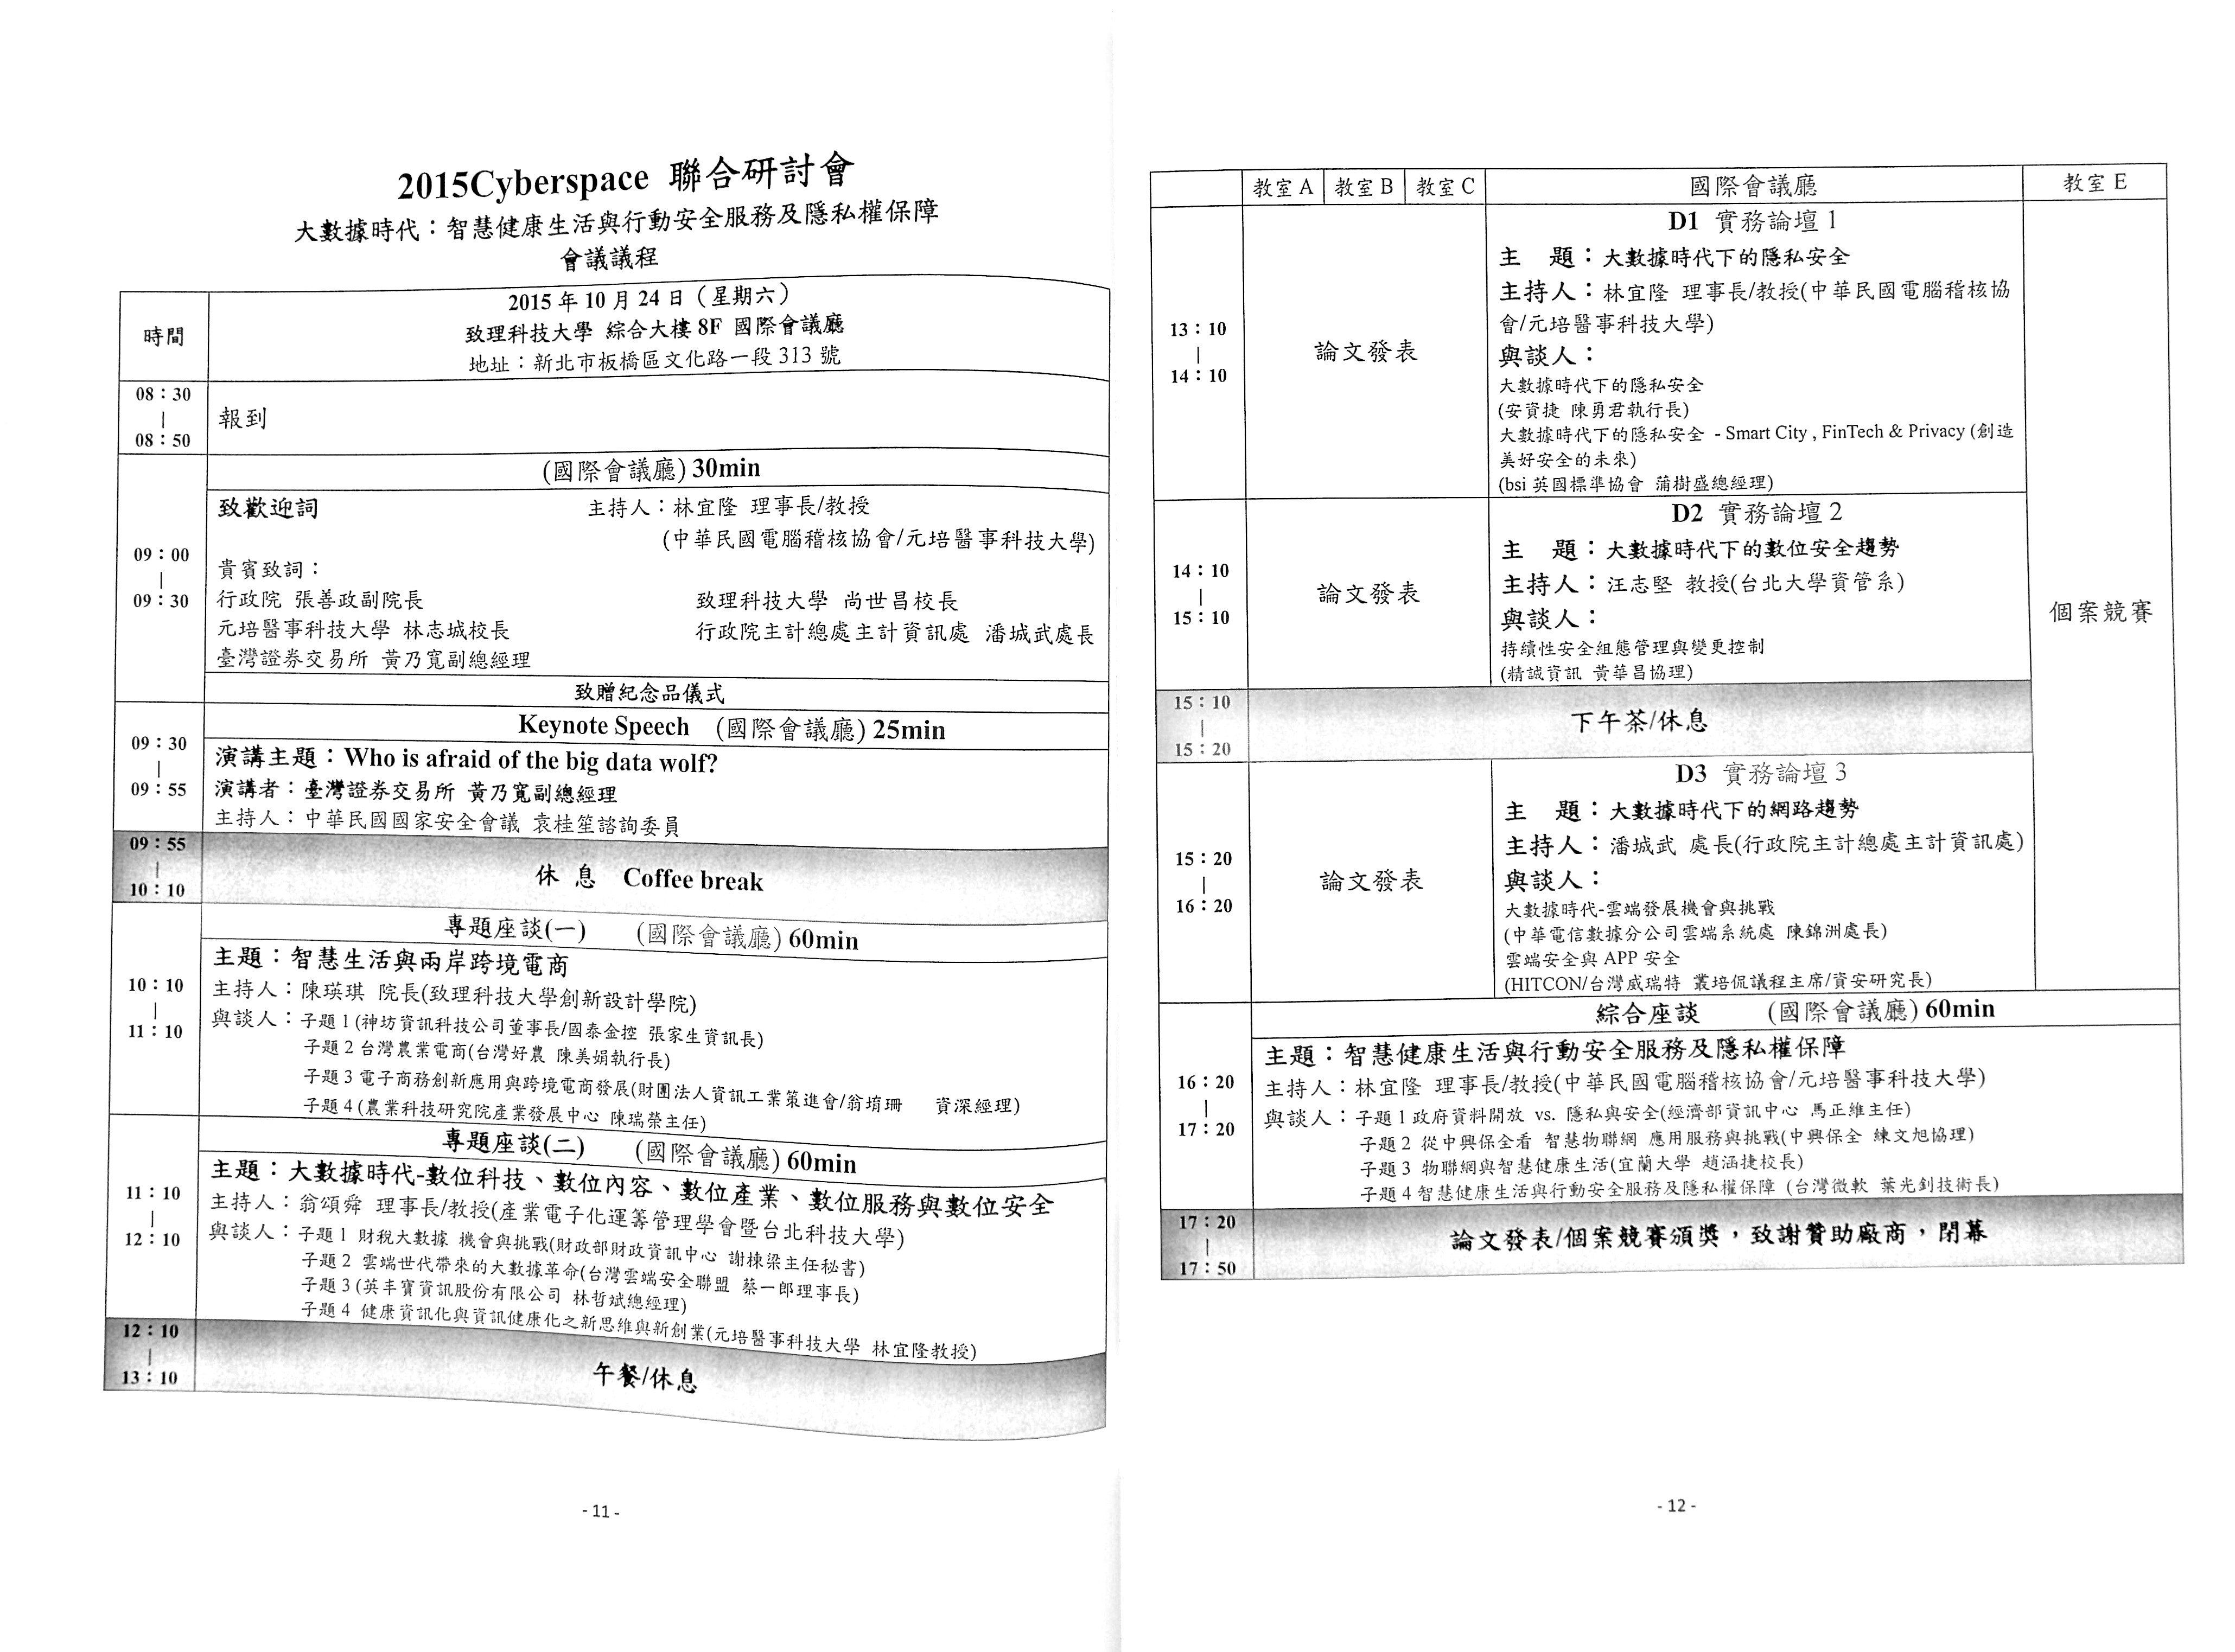 2015Cyberspace 聯合研討會
大數據時代：智慧健康生活與行動安全服務及隱私權保障
會議議程
時間
2015 年 10 月 24 日（星期六）
致理科技大學 綜合大樓 8F 國際會議廳
地址：新北市板橋區文化路一段 313 號
08：30
|
08：50
報到
(國際會議廳) 30min
09：00
|
09：30
致歡迎詞 主持人：林宜隆 理事長/教授
(中華民國電腦稽核協會/元培醫事科技大學)
貴賓致詞：
行政院 張善政副院長 致理科技大學 尚世昌校長
元培醫事科技大學 林志城校長 行政院主計總處主計資訊處 潘城武處長
臺灣證券交易所 黃乃寬副總經理
致贈紀念品儀式
09：30
|
09：55
Keynote Speech (國際會議廳) 25min
演講主題：Who is afraid of the big data wolf?
演講者：臺灣證券交易所 黃乃寬副總經理
主持人：中華民國國家安全會議 袁桂笙諮詢委員
09：55
|
10：10
休 息 Coffee break
10：10
|
11：10
專題座談(一) (國際會議廳) 60min
主題：智慧生活與兩岸跨境電商
主持人：陳瑛琪 院長(致理科技大學創新設計學院)
與談人：子題 1 (神坊資訊科技公司董事長/國泰金控 張家生資訊長)
子題 2 台灣農業電商(台灣好農 陳美娟執行長)
子題 3 電子商務創新應用與跨境電商發展(財團法人資訊工業策進會/翁堉珊 資深經理)
子題 4 (農業科技研究院產業發展中心 陳瑞榮主任)
11：10
|
12：10
專題座談(二) (國際會議廳) 60min
主題：大數據時代-數位科技、數位內容、數位產業、數位服務與數位安全
主持人：翁頌舜 理事長/教授(產業電子化運籌管理學會暨台北科技大學)
與談人：子題 1 財稅大數據 機會與挑戰(財政部財政資訊中心 謝棟梁主任秘書)
子題 2 雲端世代帶來的大數據革命(台灣雲端安全聯盟 蔡一郎理事長)
子題 3 (英丰寶資訊股份有限公司 林哲斌總經理)
子題 4 健康資訊化與資訊健康化之新思維與新創業(元培醫事科技大學 林宜隆教授)
12：10
|
13：10
午餐/休息
- 11 -
教室 A 教室 B 教室 C 國際會議廳 教室 E
13：10
|
14：10
論文發表
D1 實務論壇 1
主 題：大數據時代下的隱私安全
主持人：林宜隆 理事長/教授(中華民國電腦稽核協
會/元培醫事科技大學)
與談人：
大數據時代下的隱私安全
(安資捷 陳勇君執行長)
大數據時代下的隱私安全 - Smart City , FinTech & Privacy (創造
美好安全的未來)
(bsi 英國標準協會 蒲樹盛總經理)
14：10
|
15：10
論文發表
D2 實務論壇 2
主 題：大數據時代下的數位安全趨勢
主持人：汪志堅 教授(台北大學資管系)
與談人：
持續性安全組態管理與變更控制
(精誠資訊 黃華昌協理)
個案競賽
15：10
|
15：20
下午茶/休息
15：20
|
16：20
論文發表
D3 實務論壇 3
主 題：大數據時代下的網路趨勢
主持人：潘城武 處長(行政院主計總處主計資訊處)
與談人：
大數據時代-雲端發展機會與挑戰
(中華電信數據分公司雲端系統處 陳錦洲處長)
雲端安全與 APP 安全
(HITCON/台灣威瑞特 叢培侃議程主席/資安研究長)
16：20
|
17：20
綜合座談 (國際會議廳) 60min
主題：智慧健康生活與行動安全服務及隱私權保障
主持人：林宜隆 理事長/教授(中華民國電腦稽核協會/元培醫事科技大學)
與談人：子題 1 政府資料開放 vs. 隱私與安全(經濟部資訊中心 馬正維主任)
子題 2 從中興保全看 智慧物聯網 應用服務與挑戰(中興保全 練文旭協理)
子題 3 物聯網與智慧健康生活(宜蘭大學 趙涵捷校長)
子題 4 智慧健康生活與行動安全服務及隱私權保障 (台灣微軟 葉光釗技術長)
17：20
|
17：50
論文發表/個案競賽頒獎，致謝贊助廠商，閉幕
- 12 -